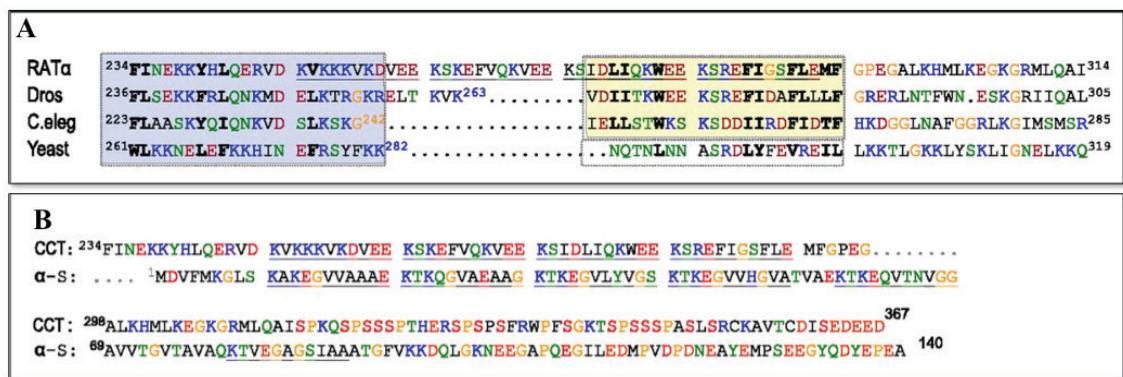 A
RATα 234FINEKKYHLQERVD KVKKKVKDVEE KSKEFVQKVEE KSIDLIQKWEE KSREFIGSFLEMF GPEGALKHMLKEGKGRMLQAI314
Dros 236FLSEKKFRLQNKMD ELKTRGKRELT KVK263.........VDIITKWEE KSREFIDAFLLLF GRERLNTFWN.ESKGRIIQAL305
C.eleg 223FLAASKYQIQNKVD SLKSKG242....................IELLSTWKS KSDDIIRDFIDTF HKDGGLNAFGGRLKGIMSMSR285
Yeast 261WLKKNELEFKKHIN EFRSYFKK282....................NQTNLNN ASRDLYFEVREIL LKKTLGKKLYSKLIGNELKKQ319
B
CCT: 234FINEKKYHLQERVD KVKKKVKDVEE KSKEFVQKVEE KSIDLIQKWEE KSREFIGSFLE MFGPEG........
α-S: .... 1MDVFMKGLS KAKEGVVAAAE KTKQGVAEAAG KTKEGVLYVGS KTKEGVVHGVATVAEKTKEQVTNVGG
CCT: 298ALKHMLKEGKGRMLQAISPKQSPSSSPTHERSPSPSFRWPFSGKTSPSSSPASLSRCKAVTCDISEDEED367
α-S: 69AVVTGVTAVAQKTVEGAGSIAAATGFVKKDQLGKNEEGAPQEGILEDMPVDPDNEAYEMPSEEGYQDYEPEA 140